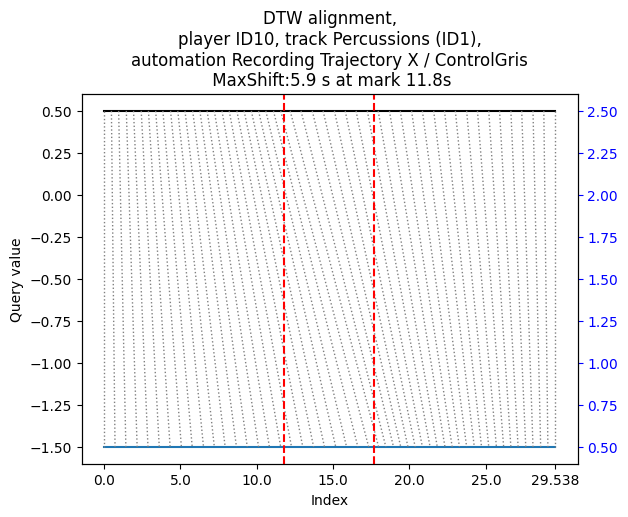 DTW alignment,
player ID10, track Percussions (ID1),
automation Recording Trajectory X / ControlGris
MaxShift:5.9 s at mark 11.8s
0.50
0.25
0.00
−0.25
−0.50
−0.75
−1.00
−1.25
−1.50
Query value
2.50
2.25
2.00
1.75
1.50
1.25
1.00
0.75
0.50
0.0 5.0 10.0 15.0 20.0 25.0 29.538
Index